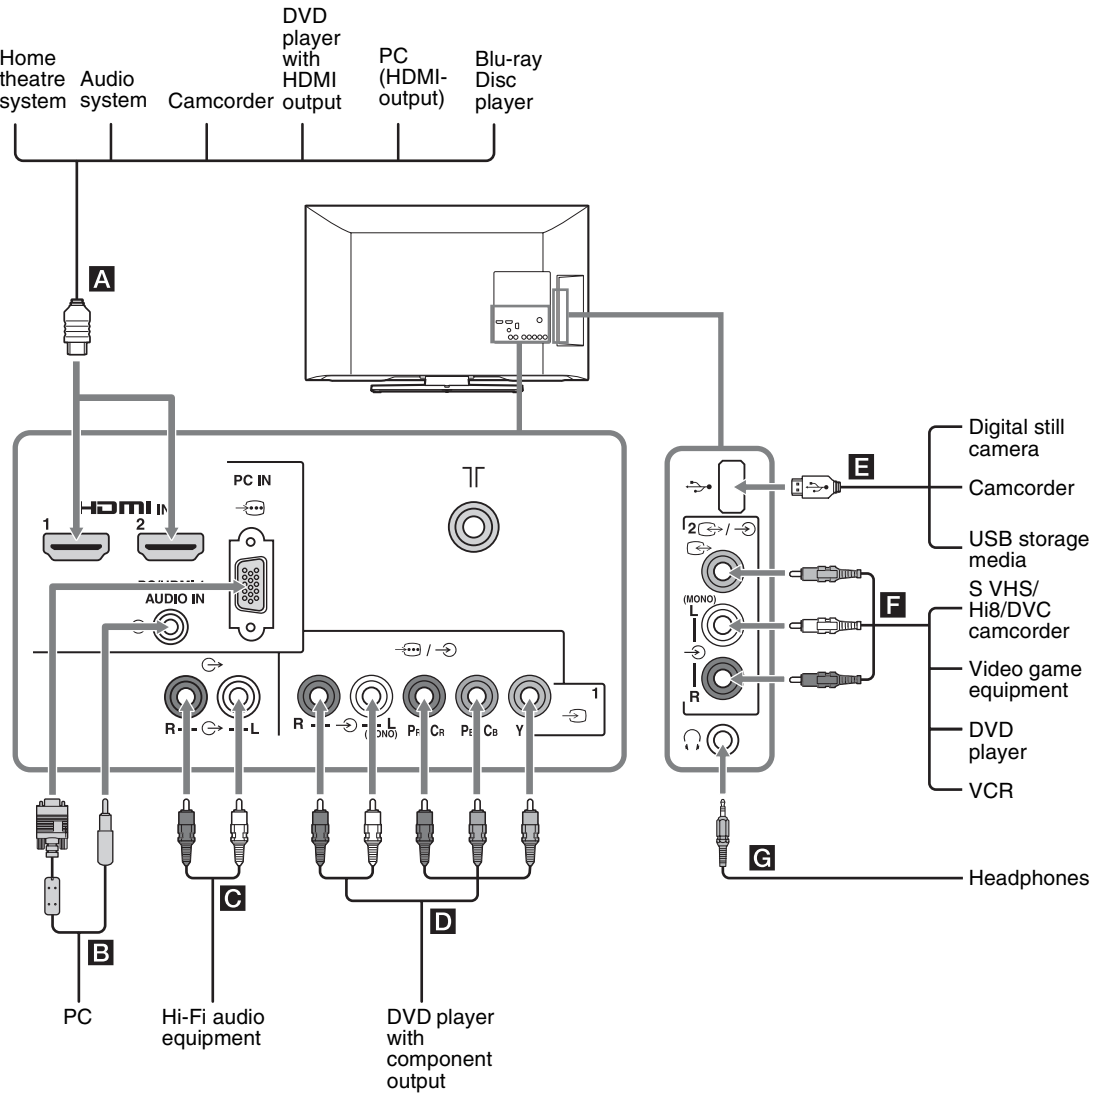 Home
theatre
system
Audio
system
Camcorder
DVD
player
with
HDMI
output
PC
(HDMI-
output)
Blu-ray
Disc
player
A
HDMI IN
1
2
PC IN
AUDIO IN
R
L
R
L
(MONO)
PR CR
PB CB
Y
1
2
/
(MONO)
L
R
E
Digital still
camera
Camcorder
USB storage
media
F
S VHS/
Hi8/DVC
camcorder
Video game
equipment
DVD
player
VCR
G
Headphones
B
PC
C
Hi-Fi audio
equipment
D
DVD player
with
component
output